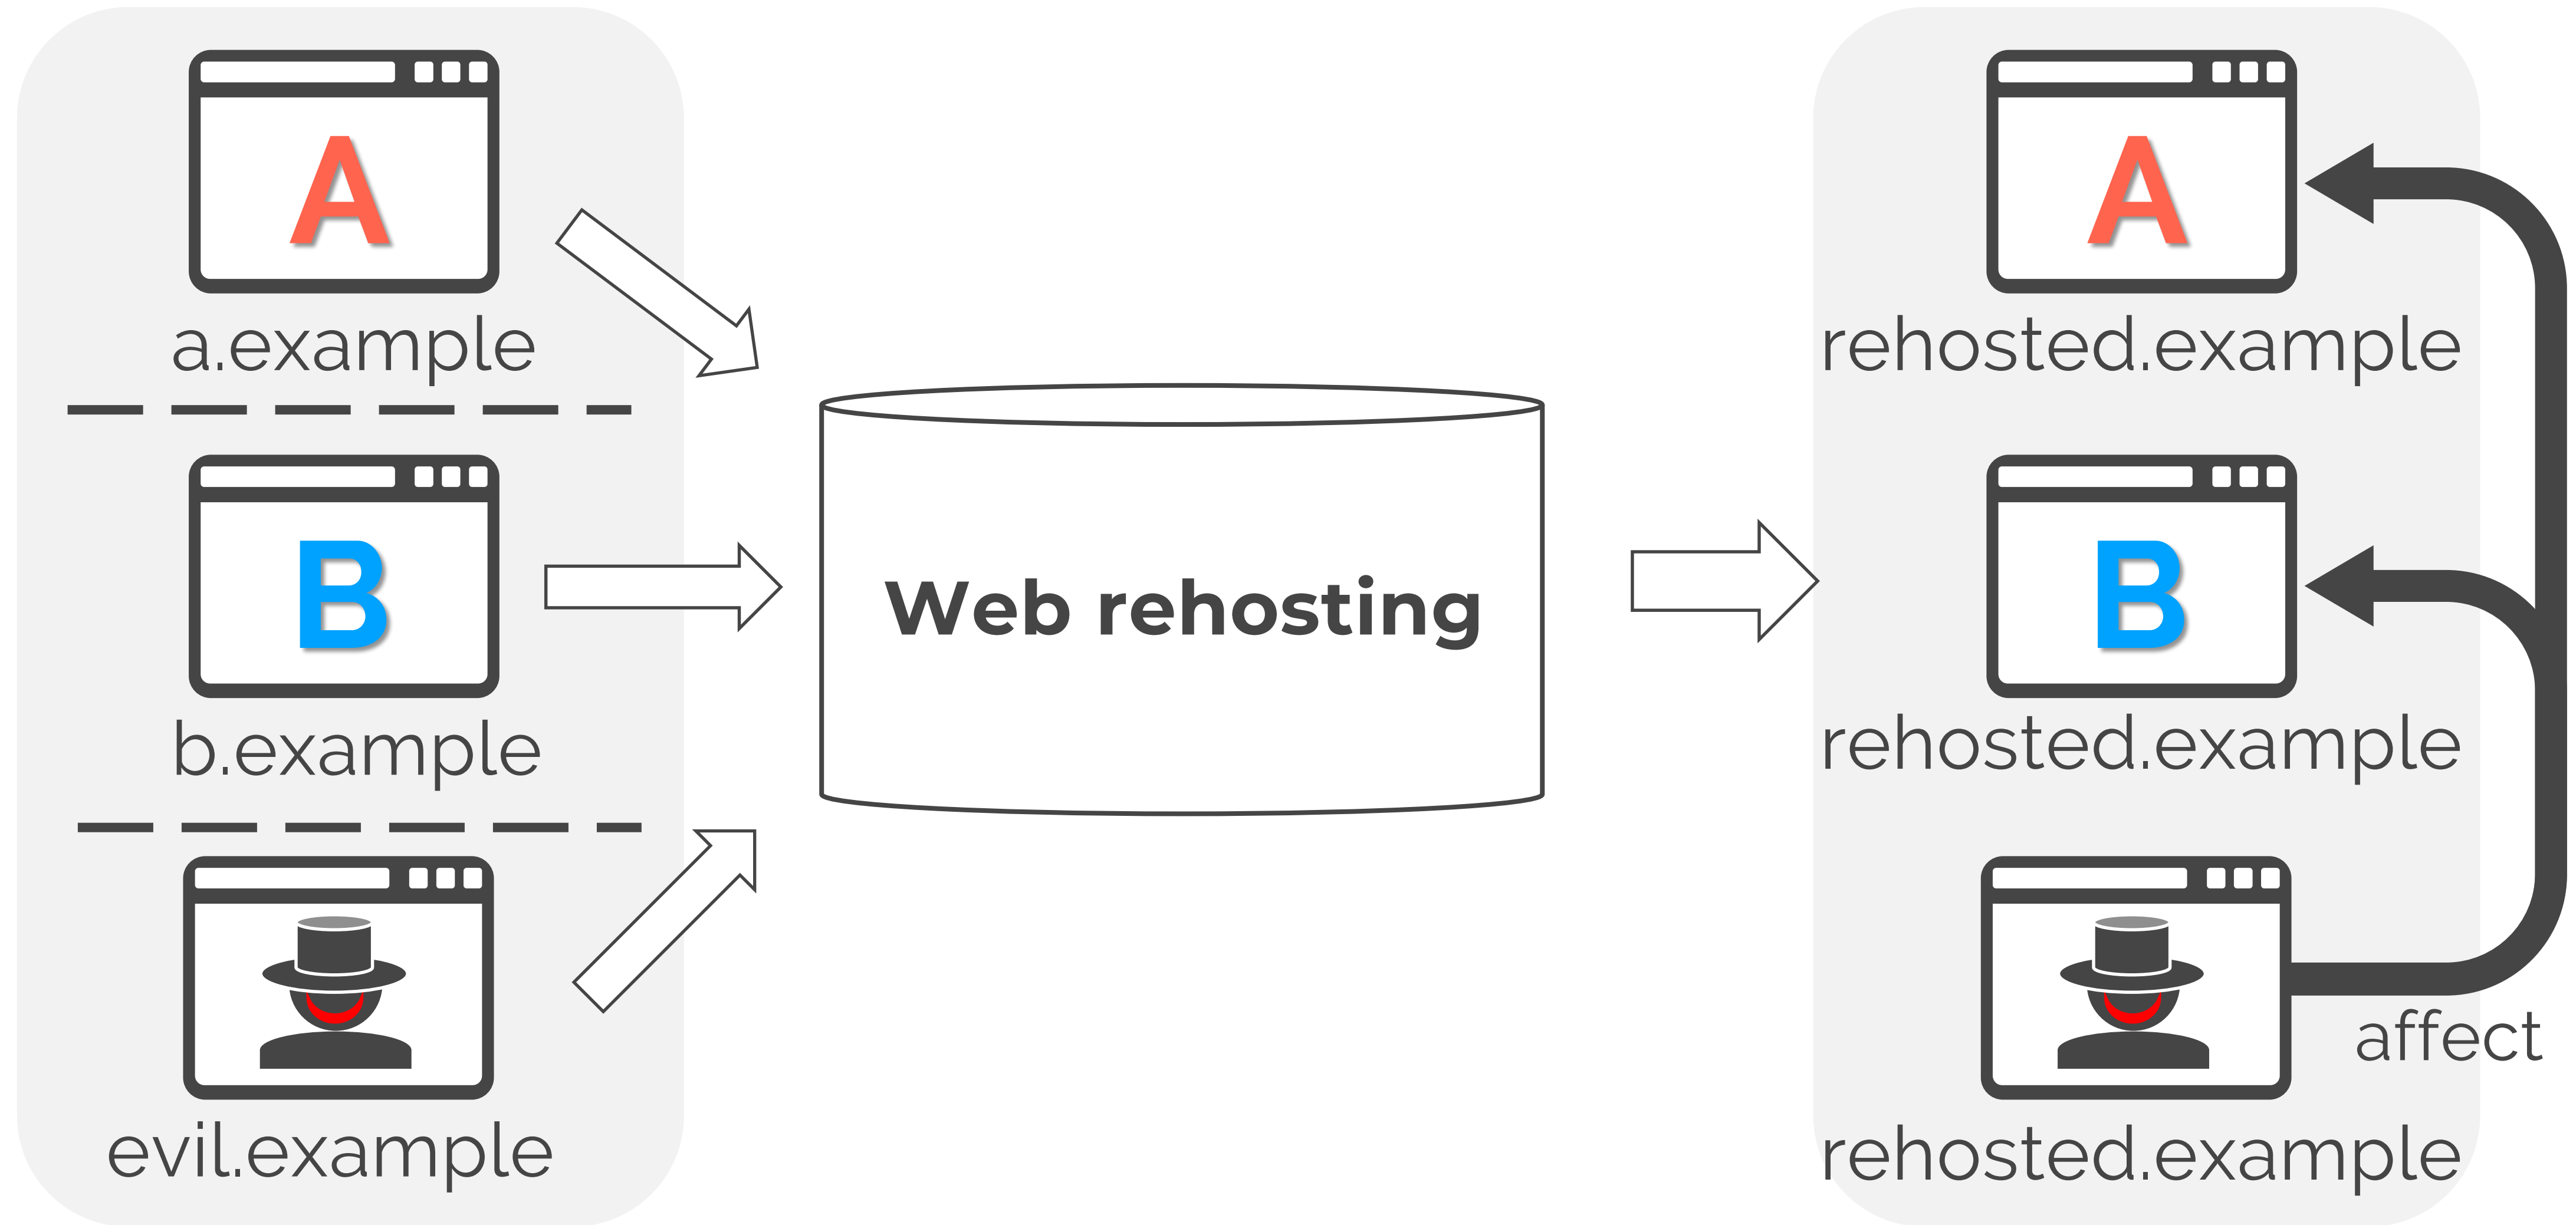 A
a.example
B
b.example
evil.example
Web rehosting
A
rehosted.example
B
rehosted.example
affect
rehosted.example